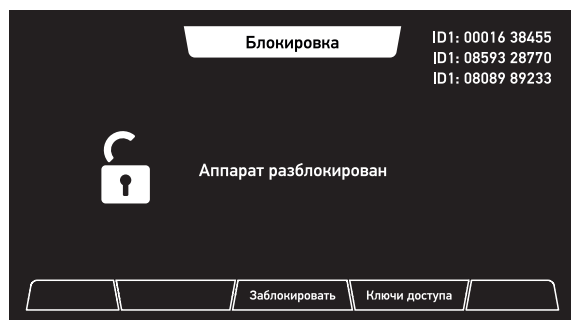 Блокировка
ID1: 00016 38455
ID1: 08593 28770
ID1: 08089 89233
Аппарат разблокирован
Заблокировать
Ключи доступа